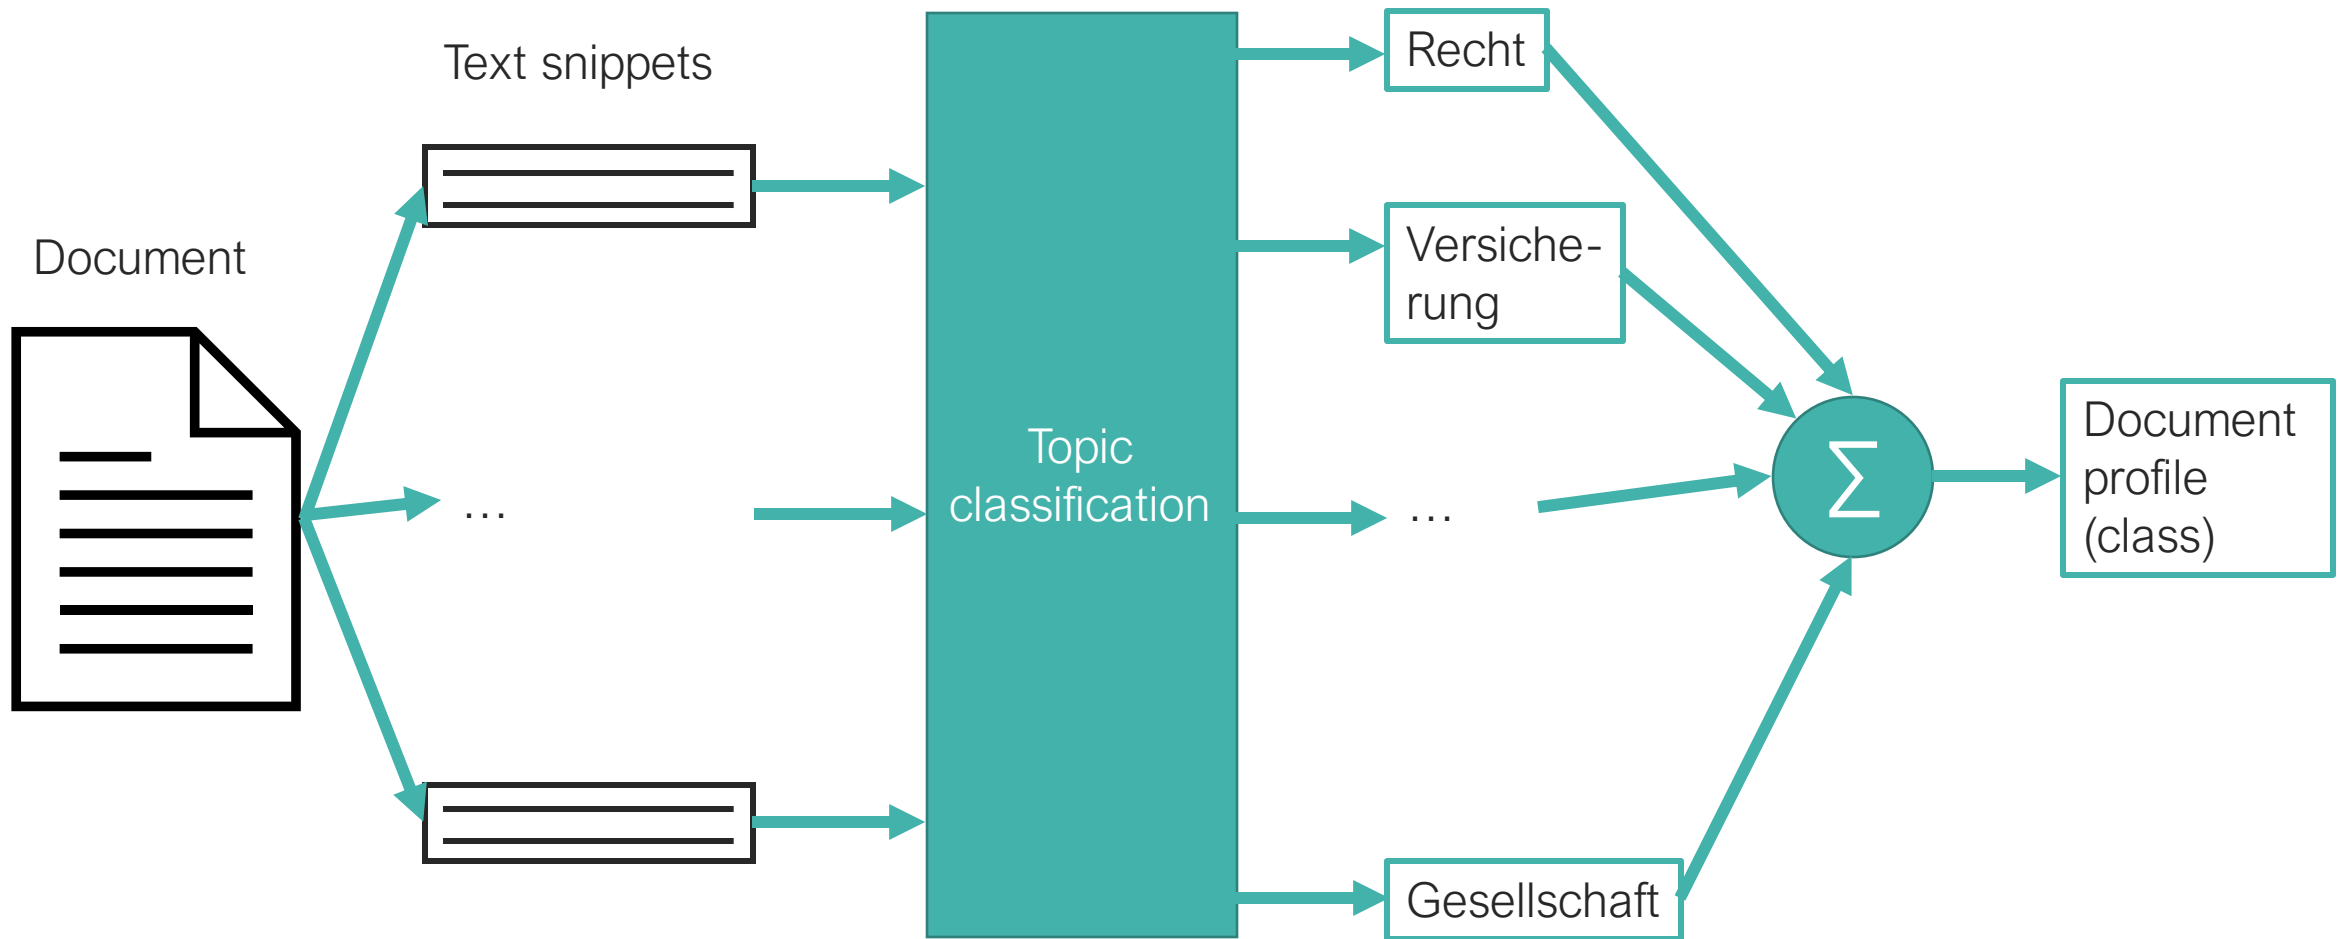 Document
Text snippets
...
Topic
classification
Recht
Versiche-
rung
...
Gesellschaft
∑
Document
profile
(class)